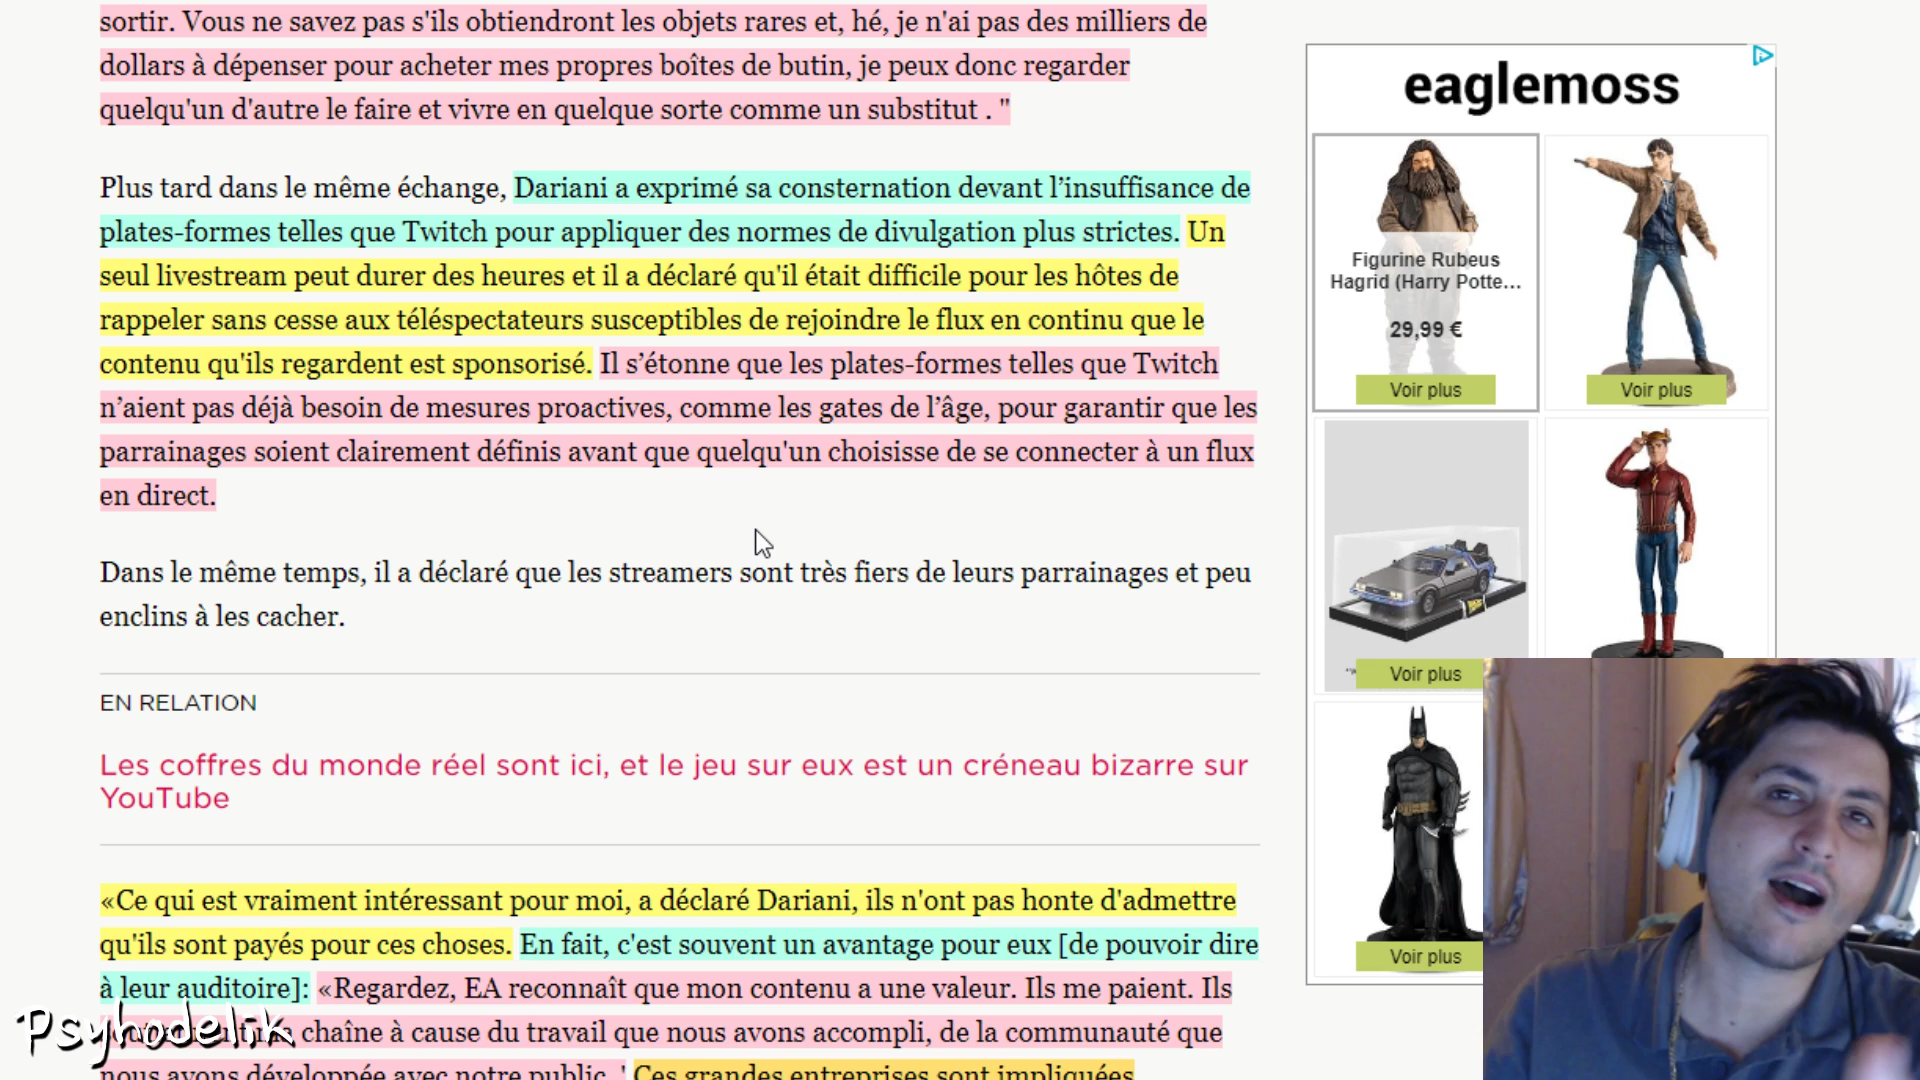 sortir. Vous ne savez pas s'ils obtiendront les objets rares et, hé, je n'ai pas des milliers de
dollars à dépenser pour acheter mes propres boîtes de butin, je peux donc regarder
quelqu'un d'autre le faire et vivre en quelque sorte comme un substitut . "
Plus tard dans le même échange, Dariani a exprimé sa consternation devant l’insuffisance de
plates-formes telles que Twitch pour appliquer des normes de divulgation plus strictes. Un
seul livestream peut durer des heures et il a déclaré qu'il était difficile pour les hôtes de
rappeler sans cesse aux téléspectateurs susceptibles de rejoindre le flux en continu que le
contenu qu'ils regardent est sponsorisé. Il s’étonne que les plates-formes telles que Twitch
n’aient pas déjà besoin de mesures proactives, comme les gates de l’âge, pour garantir que les
parrainages soient clairement définis avant que quelqu'un choisisse de se connecter à un flux
en direct.
Dans le même temps, il a déclaré que les streamers sont très fiers de leurs parrainages et peu
enclins à les cacher.
EN RELATION
Les coffres du monde réel sont ici, et le jeu sur eux est un créneau bizarre sur
YouTube
«Ce qui est vraiment intéressant pour moi, a déclaré Dariani, ils n'ont pas honte d'admettre
qu'ils sont payés pour ces choses. En fait, c'est souvent un avantage pour eux [de pouvoir dire
à leur auditoire]: «Regardez, EA reconnaît que mon contenu a une valeur. Ils me paient. Ils
chaîne à cause du travail que nous avons accompli, de la communauté que
nous avons développée avec notre public. ' Ces grandes entreprises sont impliquées
Psyhodelik
eaglemoss
Figurine Rubeus
Hagrid (Harry Potte...
29,99 €
Voir plus
Voir plus
Voir plus
Voir plus